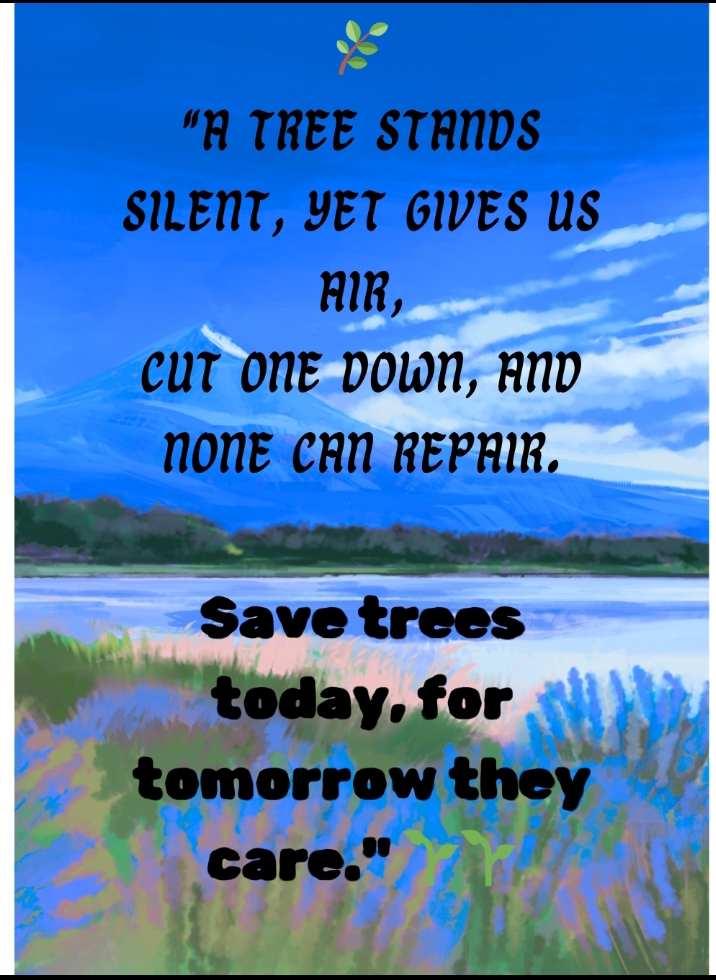 "A TREE STANDS
SILENT, YET GIVES US
AIR,
CUT ONE DOWN, AND
NONE CAN REPAIR.
Save trees
today, for
tomorrow they
care."